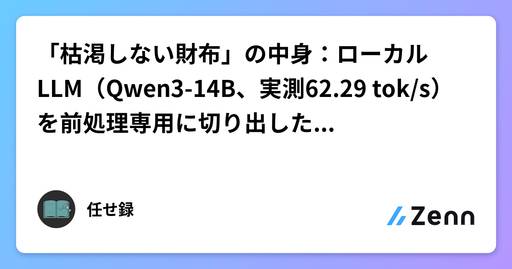 「枯渇しない財布」の中身：ローカル
LLM（Qwen3-14B、実測62.29 tok/s）
を前処理専用に切り出した...
任せ録
Zenn